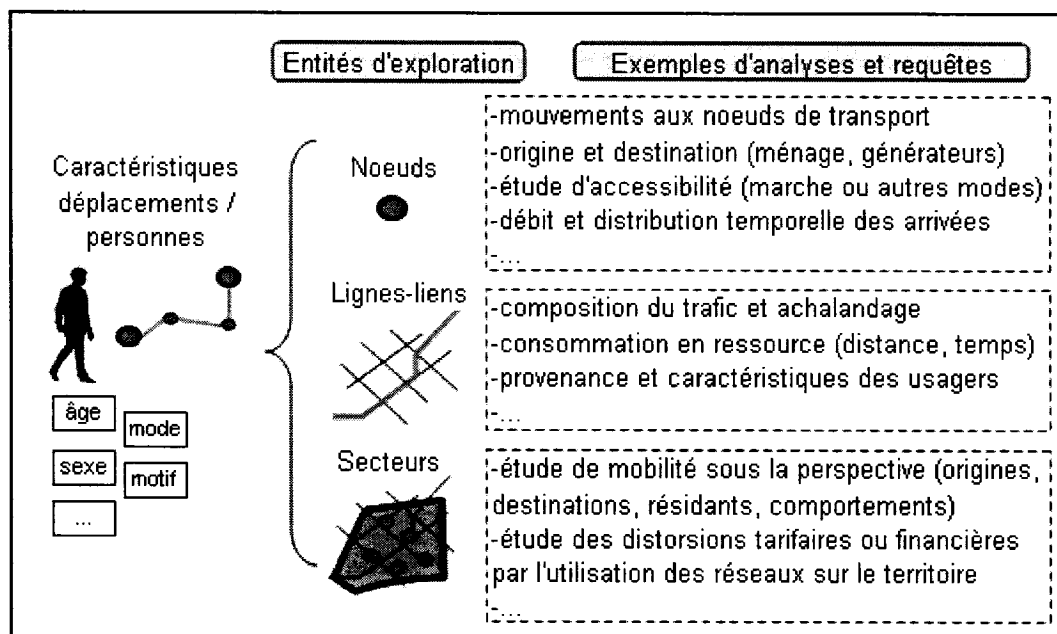 Entités d'exploration
Exemples d'analyses et requêtes
Caractéristiques
déplacements /
personnes
âge
mode
sexe
motif
...
Noeuds
-mouvements aux noeuds de transport
-origine et destination (ménage, générateurs)
-étude d'accessibilité (marche ou autres modes)
-débit et distribution temporelle des arrivées
-...
Lignes-liens
-composition du trafic et achalandage
-consommation en ressource (distance, temps)
-provenance et caractéristiques des usagers
-...
Secteurs
-étude de mobilité sous la perspective (origines,
destinations, résidants, comportements)
-étude des distorsions tarifaires ou financières
par l'utilisation des réseaux sur le territoire
-...